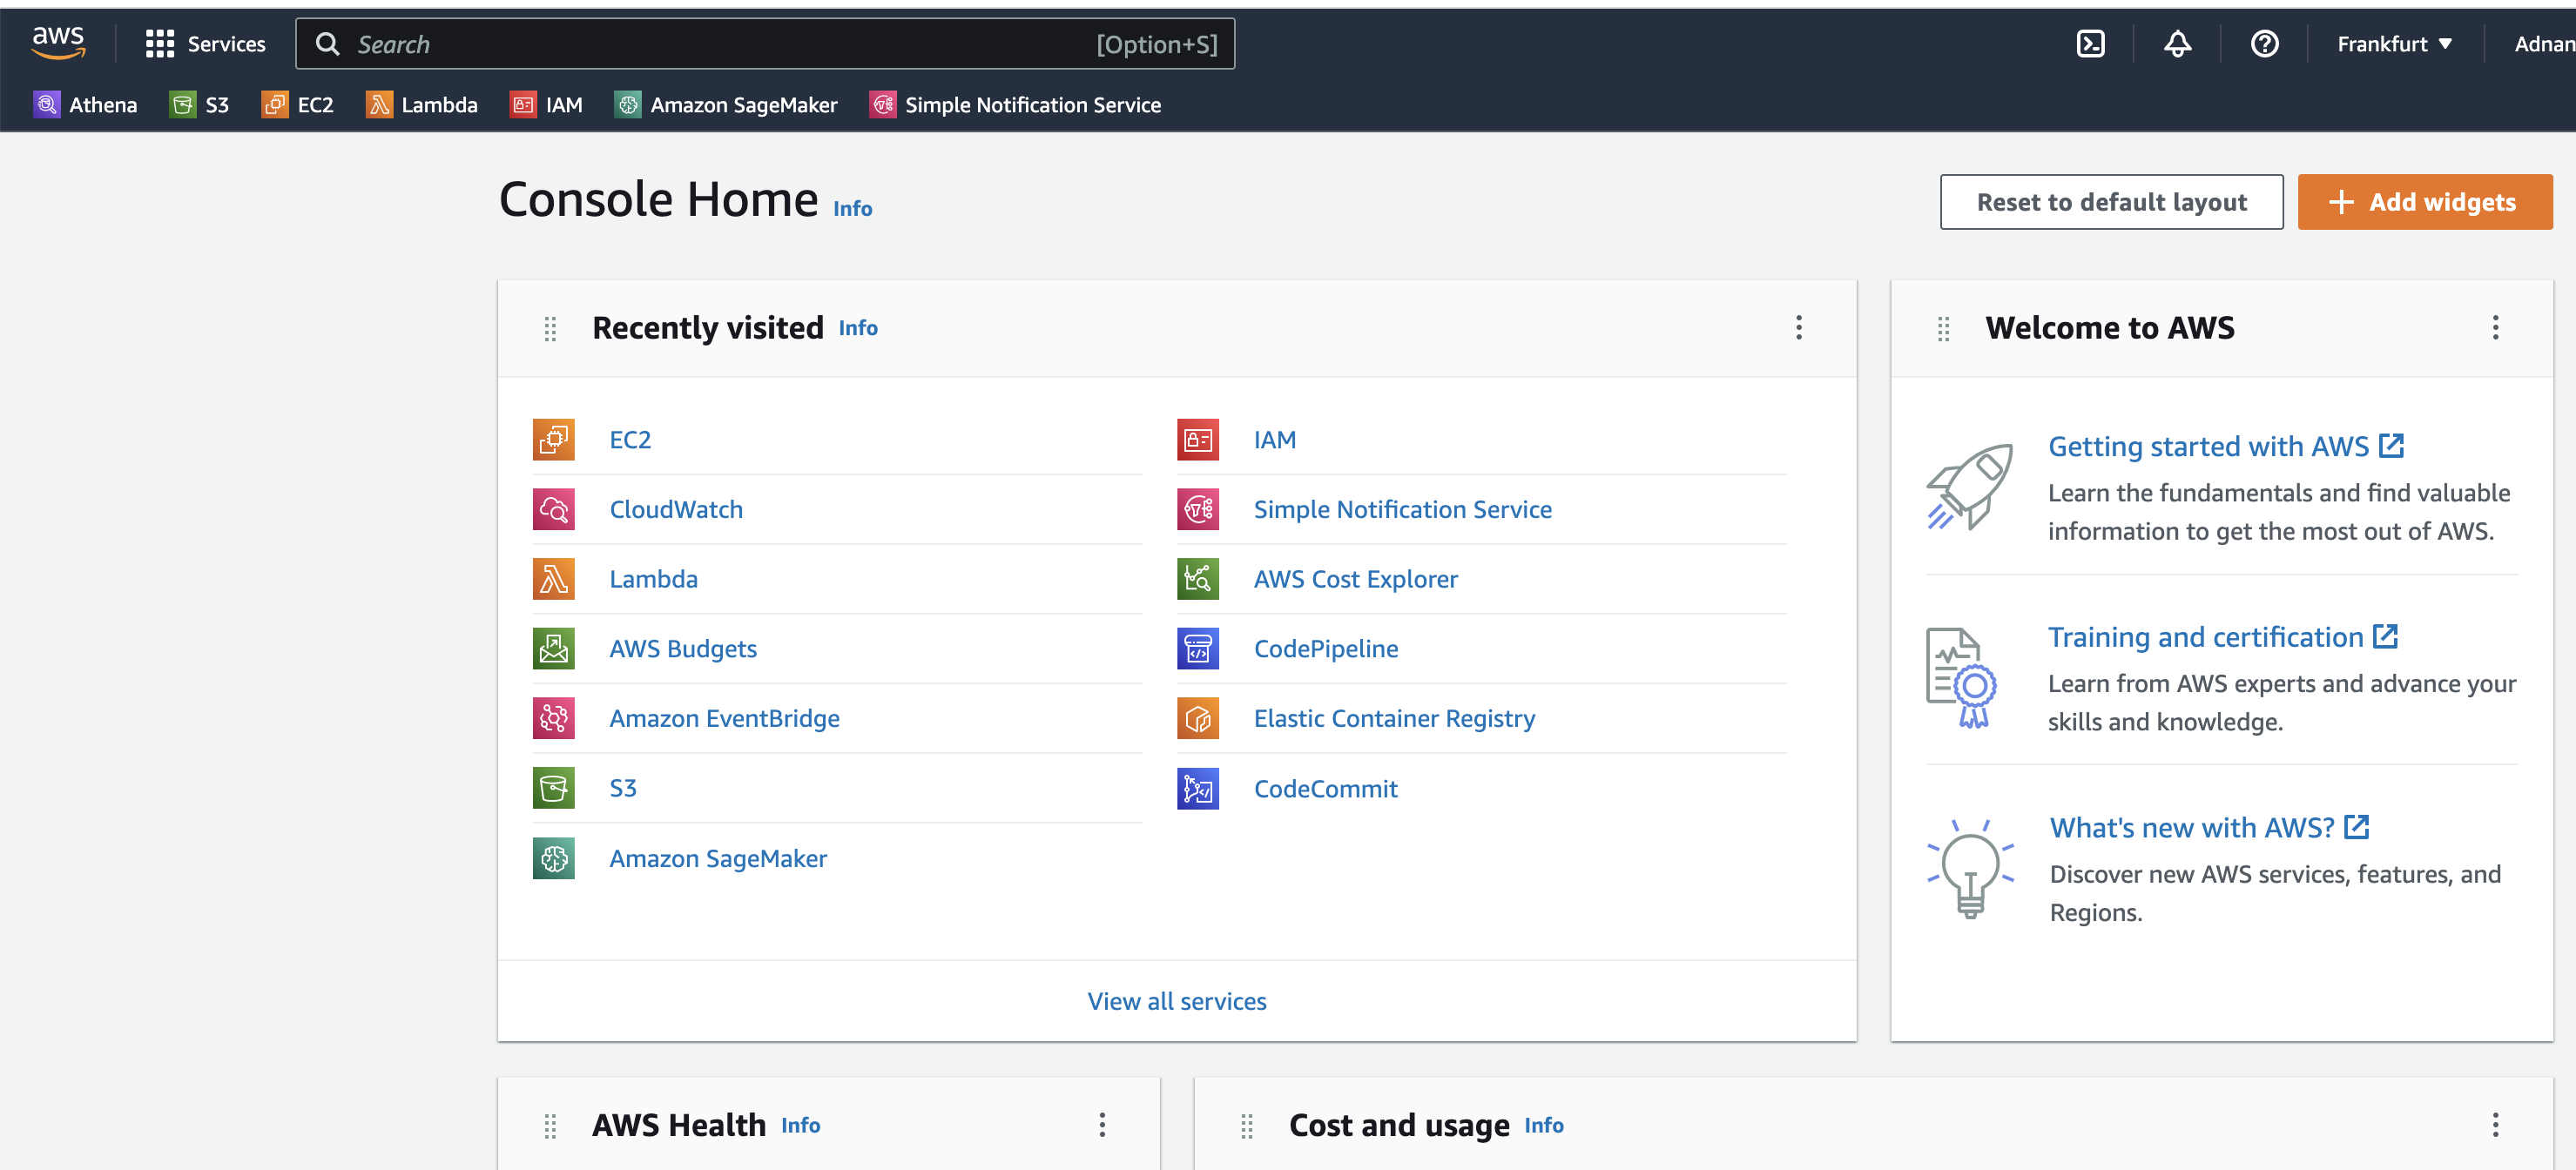 aws
Services
Search [Option+S]
Frankfurt
Adnan
Athena
S3
EC2
Lambda
IAM
Amazon SageMaker
Simple Notification Service
Console Home Info
Reset to default layout
Add widgets
Recently visited Info
EC2
CloudWatch
Lambda
AWS Budgets
Amazon EventBridge
S3
Amazon SageMaker
IAM
Simple Notification Service
AWS Cost Explorer
CodePipeline
Elastic Container Registry
CodeCommit
View all services
Welcome to AWS
Getting started with AWS
Learn the fundamentals and find valuable
information to get the most out of AWS.
Training and certification
Learn from AWS experts and advance your
skills and knowledge.
What's new with AWS?
Discover new AWS services, features, and
Regions.
AWS Health Info
Cost and usage Info